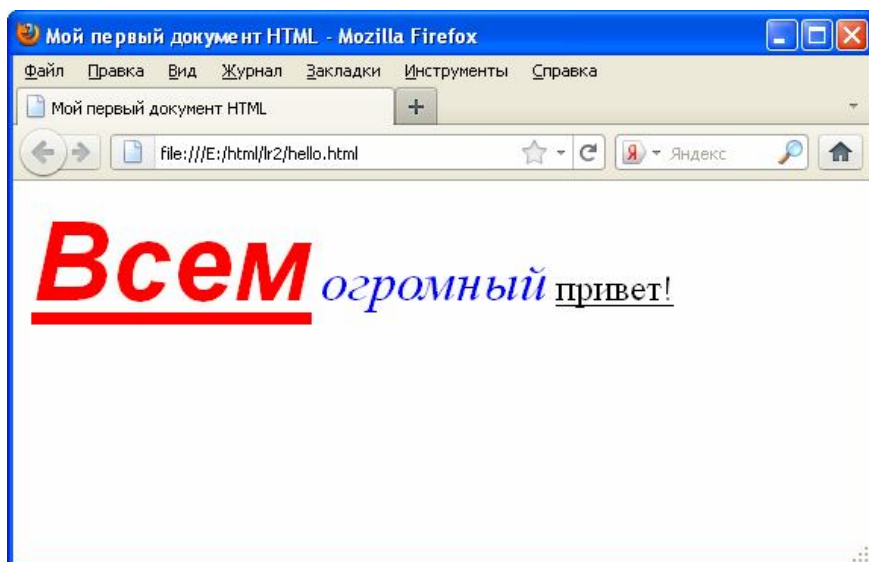 Мой первый документ HTML - Mozilla Firefox
Файл Правка Вид Журнал Закладки Инструменты Справка
Мой первый документ HTML
file:///E:/html/lr2/hello.html Я Яндекс
Всем огромный привет!